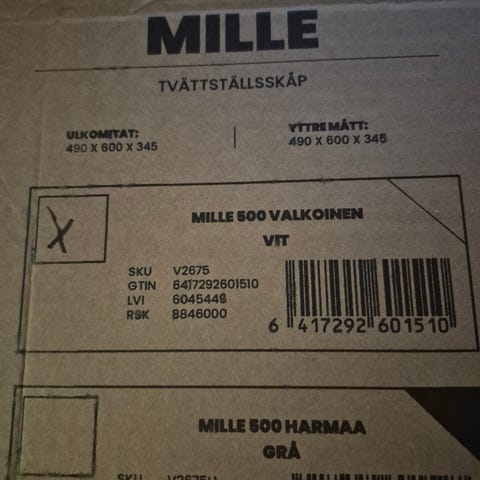 MILLE
TVÄTTSTÄLLSSKÅP
ULKOMITAT:
490 X 600 X 345
YTTRE MÅTT:
490 X 600 X 345
X
MILLE 500 VALKOINEN
VIT
SKU V2675
GTIN 6417292601510
LVI 6045448
RSK 8846000
6 417292 601510
MILLE 500 HARMAA
GRÅ
SKU